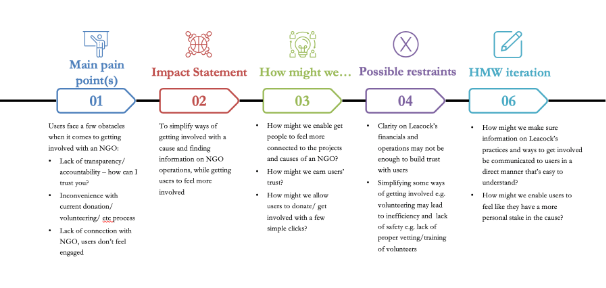 Main pain
point(s)
01
Users face a few obstacles
when it comes to getting
involved with an NGO:
• Lack of transparency/
accountability – how can I
trust you?
• Inconvenience with
current donation/
volunteering/ etc process
• Lack of connection with
NGO, users don't feel
engaged
Impact Statement
02
To simplify ways of
getting involved with a
cause and finding
information on NGO
operations, while getting
users to feel more
involved
How might we…
03
• How might we enable get
people to feel more
connected to the projects
and causes of an NGO?
• How might we earn users'
trust?
• How might we allow
users to donate/ get
involved with a few
simple clicks?
Possible restraints
04
• Clarity on Leacock's
financials and
operations may not be
enough to build trust
with users
• Simplifying some ways
of getting involved e.g.
volunteering may lead
to inefficiency and lack
of safety e.g. lack of
proper vetting/training
of volunteers
HMW iteration
06
• How might we make sure
information on Leacock's
practices and ways to get involved
be communicated to users in a
direct manner that's easy to
understand?
• How might we enable users to
feel like they have a more
personal stake in the cause?